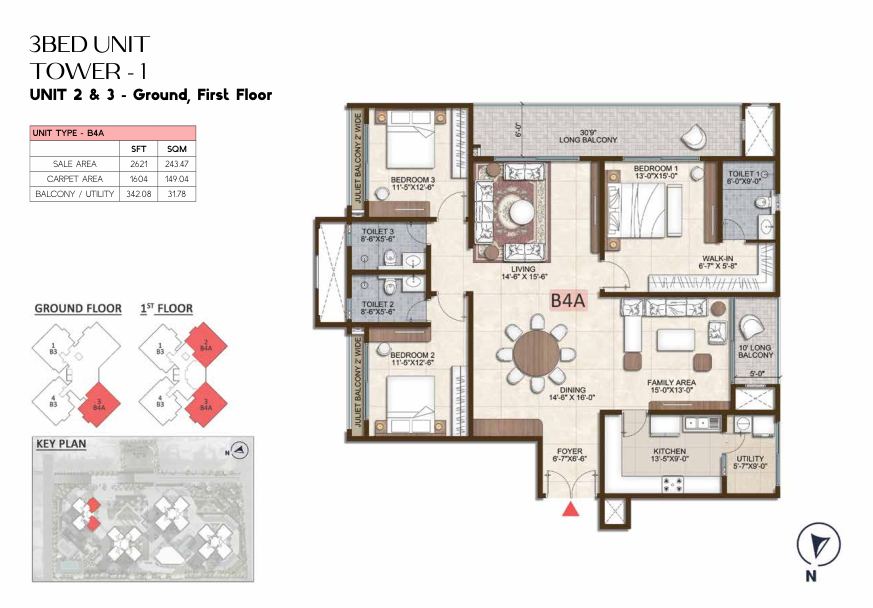 3BED UNIT
TOWER - 1
UNIT 2 & 3 - Ground, First Floor
UNIT TYPE - B4A
SFT SQM
SALE AREA 2621 243.47
CARPET AREA 1604 149.04
BALCONY / UTILITY 342.08 31.78
GROUND FLOOR
1ST FLOOR
1
B3
4
B3
3
B4A
1
B3
2
B4A
4
B3
3
B4A
KEY PLAN
N
JULIET BALCONY 2' WIDE
BEDROOM 3
11'-5"X12'-6"
6'-0"
30'9"
LONG BALCONY
BEDROOM 1
13'-0"X15'-0"
TOILET 1
6'-0"X9'-0"
TOILET 3
8'-6"X5'-6"
LIVING
14'-6" X 15'-6"
WALK-IN
6'-7" X 5'-8"
TOILET 2
8'-6"X5'-6"
B4A
JULIET BALCONY 2' WIDE
BEDROOM 2
11'-5"X12'-6"
10' LONG
BALCONY
5'-0"
DINING
14'-6" X 16'-0"
FAMILY AREA
15'-0"X13'-0"
FOYER
6'-7"X6'-6"
KITCHEN
13'-5"X9'-0"
UTILITY
5'-7"X9'-0"
N